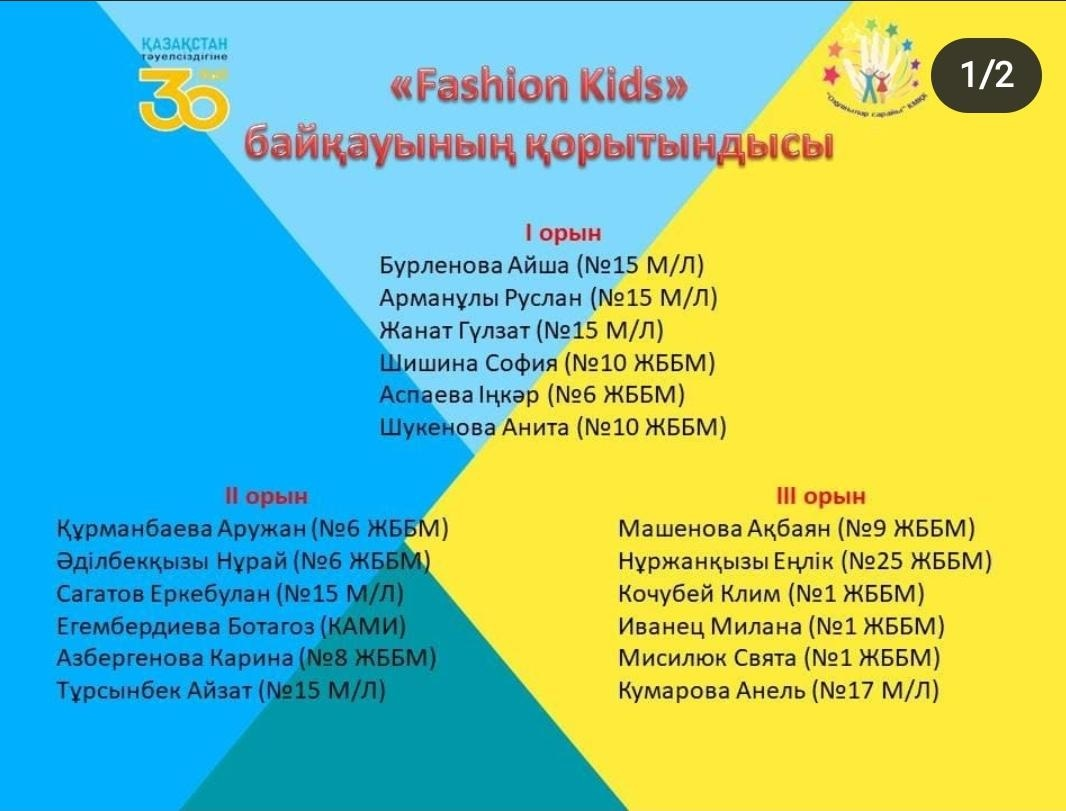 ҚАЗАҚСТАН
тәуелсіздігіне
30
1/2
«Fashion Kids»
байқауының қорытындысы
"Оқушылар сарайы" КМҚК
I орын
Бурленова Айша (№15 М/Л)
Арманұлы Руслан (№15 М/Л)
Жанат Гүлзат (№15 М/Л)
Шишина София (№10 ЖББМ)
Аспаева Іңкәр (№6 ЖББМ)
Шукенова Анита (№10 ЖББМ)
II орын
Құрманбаева Аружан (№6 ЖББМ)
Әділбекқызы Нұрай (№6 ЖББМ)
Сагатов Еркебулан (№15 М/Л)
Егембердиева Ботагоз (КАМИ)
Азбергенова Карина (№8 ЖББМ)
Тұрсынбек Айзат (№15 М/Л)
III орын
Машенова Ақбаян (№9 ЖББМ)
Нұржанқызы Еңлік (№25 ЖББМ)
Кочубей Клим (№1 ЖББМ)
Иванец Милана (№1 ЖББМ)
Мисилюк Свята (№1 ЖББМ)
Кумарова Анель (№17 М/Л)